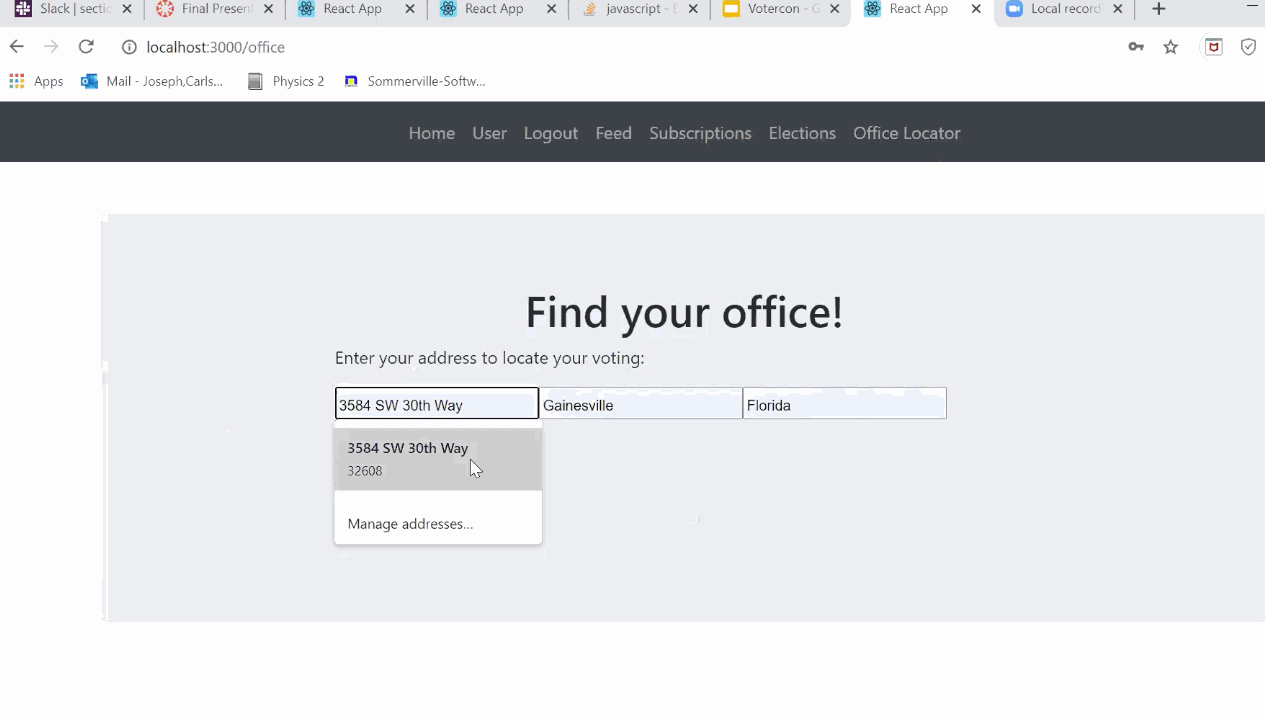 Slack | sectio
Final Present
React App
React App
javascript - E
Votercon - G
React App
Local record
localhost:3000/office
Apps
Mail - Joseph,Carls...
Physics 2
Sommerville-Softw...
Home User Logout Feed Subscriptions Elections Office Locator
Find your office!
Enter your address to locate your voting:
3584 SW 30th Way Gainesville Florida
3584 SW 30th Way
32608
Manage addresses...